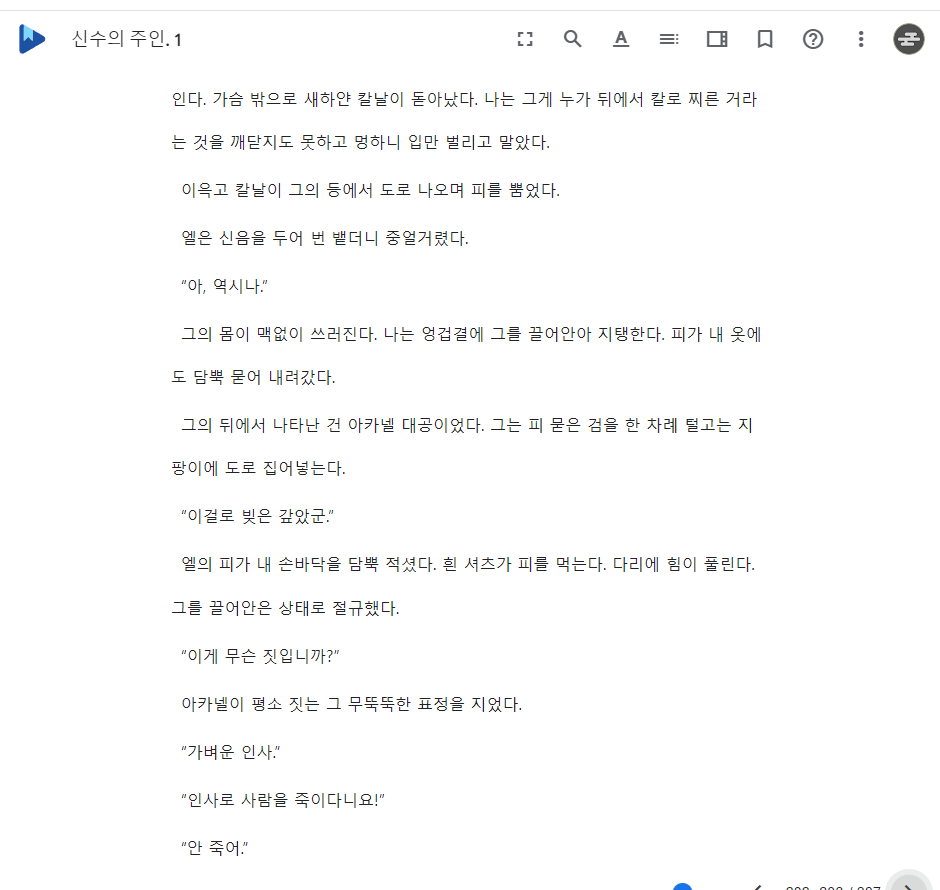 신수의 주인. 1
인다. 가슴 밖으로 새하얀 칼날이 돋아났다. 나는 그게 누가 뒤에서 칼로 찌른 거라
는 것을 깨닫지도 못하고 멍하니 입만 벌리고 말았다.
이윽고 칼날이 그의 등에서 도로 나오며 피를 뿜었다.
엘은 신음을 두어 번 뱉더니 중얼거렸다.
“아, 역시나.”
그의 몸이 맥없이 쓰러진다. 나는 엉겁결에 그를 끌어안아 지탱한다. 피가 내 옷에
도 담뿍 묻어 내려갔다.
그의 뒤에서 나타난 건 아카넬 대공이었다. 그는 피 묻은 검을 한 차례 털고는 지
팡이에 도로 집어넣는다.
“이걸로 빚은 갚았군.”
엘의 피가 내 손바닥을 담뿍 적셨다. 흰 셔츠가 피를 먹는다. 다리에 힘이 풀린다.
그를 끌어안은 상태로 절규했다.
“이게 무슨 짓입니까?”
아카넬이 평소 짓는 그 무뚝뚝한 표정을 지었다.
“가벼운 인사.”
“인사로 사람을 죽이다니요!”
“안 죽어.”